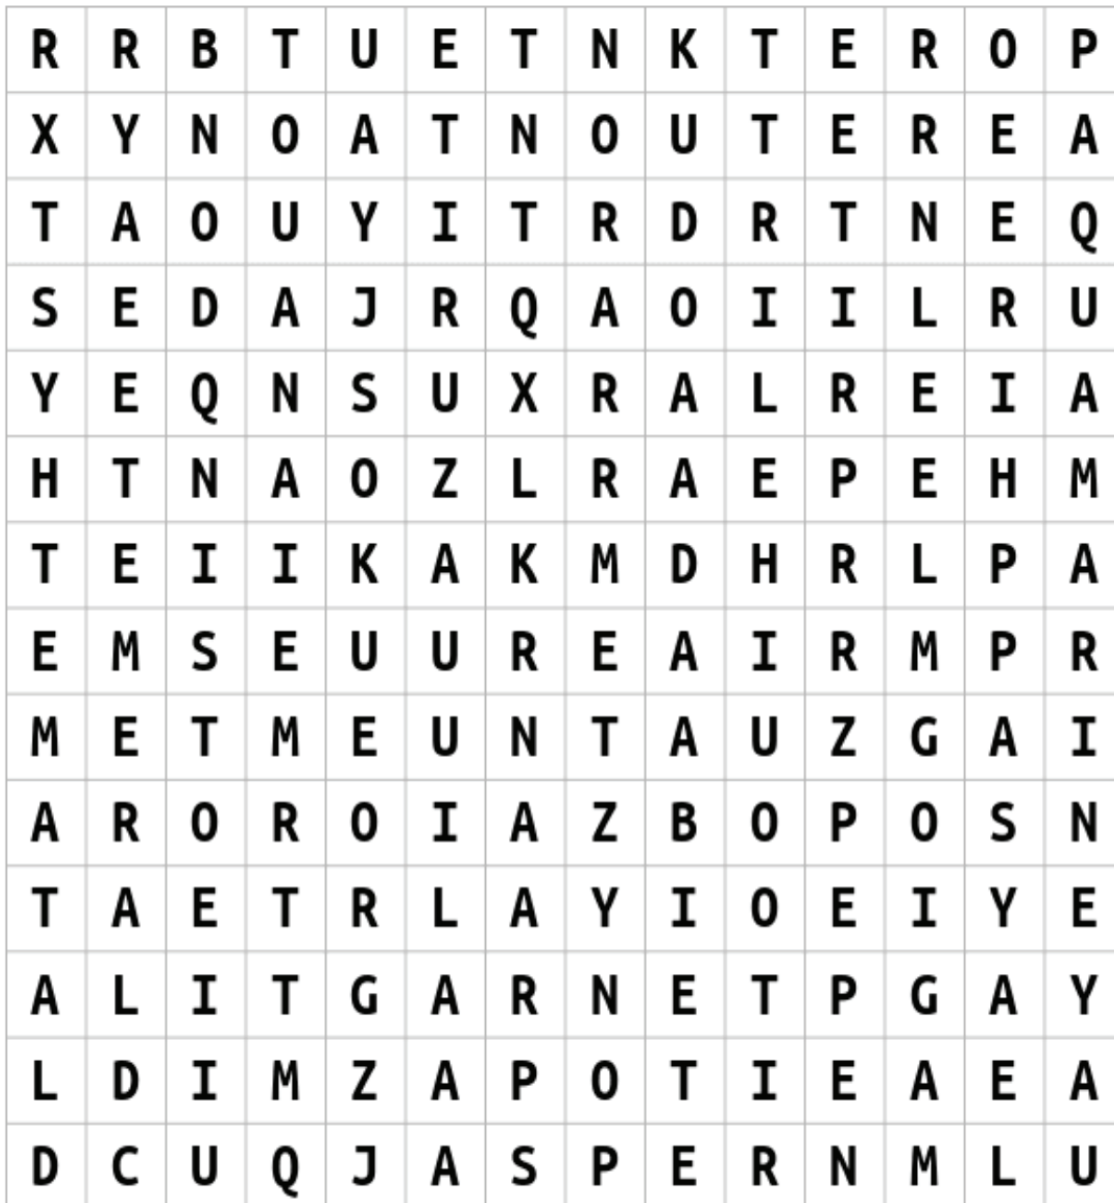 R R B T U E T N K T E R O P
X Y N O A T N O U T E R E A
T A O U Y I T R D R T N E Q
S E D A J R Q A O I I L R U
Y E Q N S U X R A L R E I A
H T N A O Z L R A E P E H M
T E I I K A K M D H R L P A
E M S E U U R E A I R M P R
M E T M E U N T A U Z G A I
A R O R O I A Z B O P O S N
T A E T R L A Y I O E I Y E
A L I T G A R N E T P G A Y
L D I M Z A P O T I E A E A
D C U Q J A S P E R N M L U